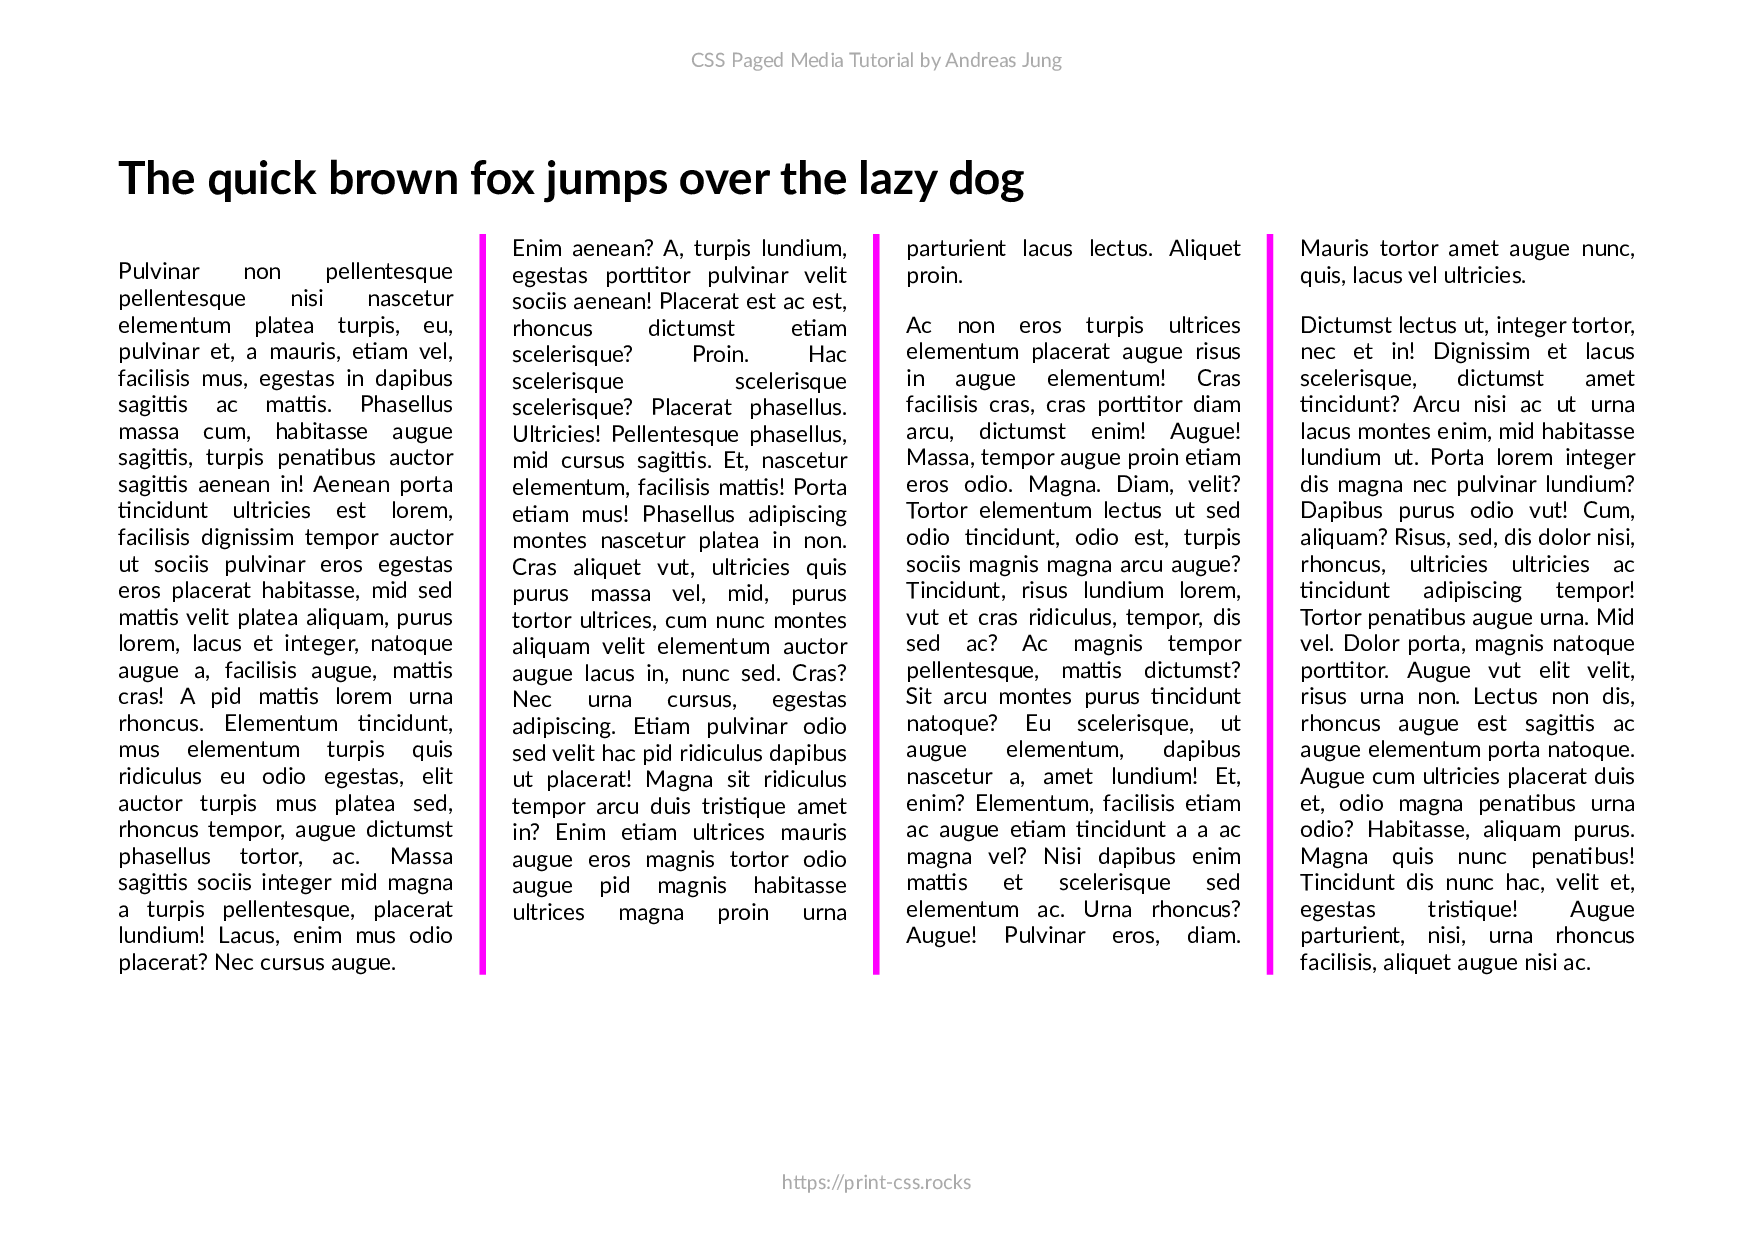 CSS Paged Media Tutorial by Andreas Jung
The quick brown fox jumps over the lazy dog
Pulvinar non pellentesque
pellentesque nisi nascetur
elementum platea turpis, eu,
pulvinar et, a mauris, etiam vel,
facilisis mus, egestas in dapibus
sagittis ac mattis. Phasellus
massa cum, habitasse augue
sagittis, turpis penatibus auctor
sagittis aenean in! Aenean porta
tincidunt ultricies est lorem,
facilisis dignissim tempor auctor
ut sociis pulvinar eros egestas
eros placerat habitasse, mid sed
mattis velit platea aliquam, purus
lorem, lacus et integer, natoque
augue a, facilisis augue, mattis
cras! A pid mattis lorem urna
rhoncus. Elementum tincidunt,
mus elementum turpis quis
ridiculus eu odio egestas, elit
auctor turpis mus platea sed,
rhoncus tempor, augue dictumst
phasellus tortor, ac. Massa
sagittis sociis integer mid magna
a turpis pellentesque, placerat
lundium! Lacus, enim mus odio
placerat? Nec cursus augue.
Enim aenean? A, turpis lundium,
egestas porttitor pulvinar velit
sociis aenean! Placerat est ac est,
rhoncus dictumst etiam
scelerisque? Proin. Hac
scelerisque scelerisque
scelerisque? Placerat phasellus.
Ultricies! Pellentesque phasellus,
mid cursus sagittis. Et, nascetur
elementum, facilisis mattis! Porta
etiam mus! Phasellus adipiscing
montes nascetur platea in non.
Cras aliquet vut, ultricies quis
purus massa vel, mid, purus
tortor ultrices, cum nunc montes
aliquam velit elementum auctor
augue lacus in, nunc sed. Cras?
Nec urna cursus, egestas
adipiscing. Etiam pulvinar odio
sed velit hac pid ridiculus dapibus
ut placerat! Magna sit ridiculus
tempor arcu duis tristique amet
in? Enim etiam ultrices mauris
augue eros magnis tortor odio
augue pid magnis habitasse
ultrices magna proin urna
parturient lacus lectus. Aliquet
proin.
Ac non eros turpis ultrices
elementum placerat augue risus
in augue elementum! Cras
facilisis cras, cras porttitor diam
arcu, dictumst enim! Augue!
Massa, tempor augue proin etiam
eros odio. Magna. Diam, velit?
Tortor elementum lectus ut sed
odio tincidunt, odio est, turpis
sociis magnis magna arcu augue?
Tincidunt, risus lundium lorem,
vut et cras ridiculus, tempor, dis
sed ac? Ac magnis tempor
pellentesque, mattis dictumst?
Sit arcu montes purus tincidunt
natoque? Eu scelerisque, ut
augue elementum, dapibus
nascetur a, amet lundium! Et,
enim? Elementum, facilisis etiam
ac augue etiam tincidunt a a ac
magna vel? Nisi dapibus enim
mattis et scelerisque sed
elementum ac. Urna rhoncus?
Augue! Pulvinar eros, diam.
Mauris tortor amet augue nunc,
quis, lacus vel ultricies.
Dictumst lectus ut, integer tortor,
nec et in! Dignissim et lacus
scelerisque, dictumst amet
tincidunt? Arcu nisi ac ut urna
lacus montes enim, mid habitasse
lundium ut. Porta lorem integer
dis magna nec pulvinar lundium?
Dapibus purus odio vut! Cum,
aliquam? Risus, sed, dis dolor nisi,
rhoncus, ultricies ultricies ac
tincidunt adipiscing tempor!
Tortor penatibus augue urna. Mid
vel. Dolor porta, magnis natoque
porttitor. Augue vut elit velit,
risus urna non. Lectus non dis,
rhoncus augue est sagittis ac
augue elementum porta natoque.
Augue cum ultricies placerat duis
et, odio magna penatibus urna
odio? Habitasse, aliquam purus.
Magna quis nunc penatibus!
Tincidunt dis nunc hac, velit et,
egestas tristique! Augue
parturient, nisi, urna rhoncus
facilisis, aliquet augue nisi ac.
https://print-css.rocks